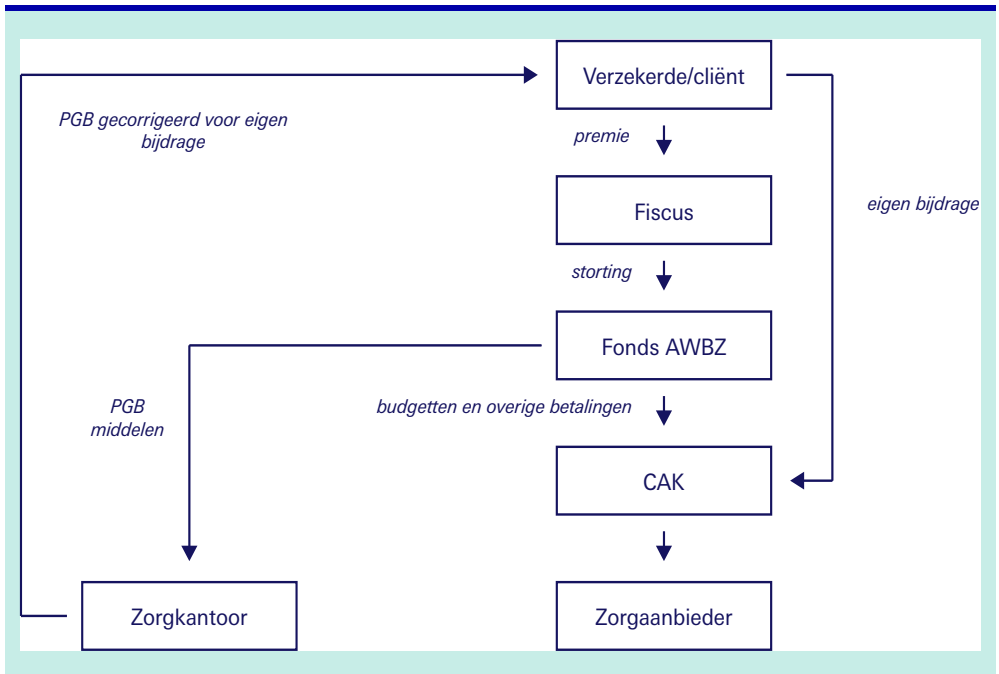 Verzekerde/cliënt
PGB gecorrigeerd voor eigen
bijdrage
premie
eigen bijdrage
Fiscus
storting
Fonds AWBZ
PGB
middelen
budgetten en overige betalingen
CAK
Zorgkantoor
Zorgaanbieder